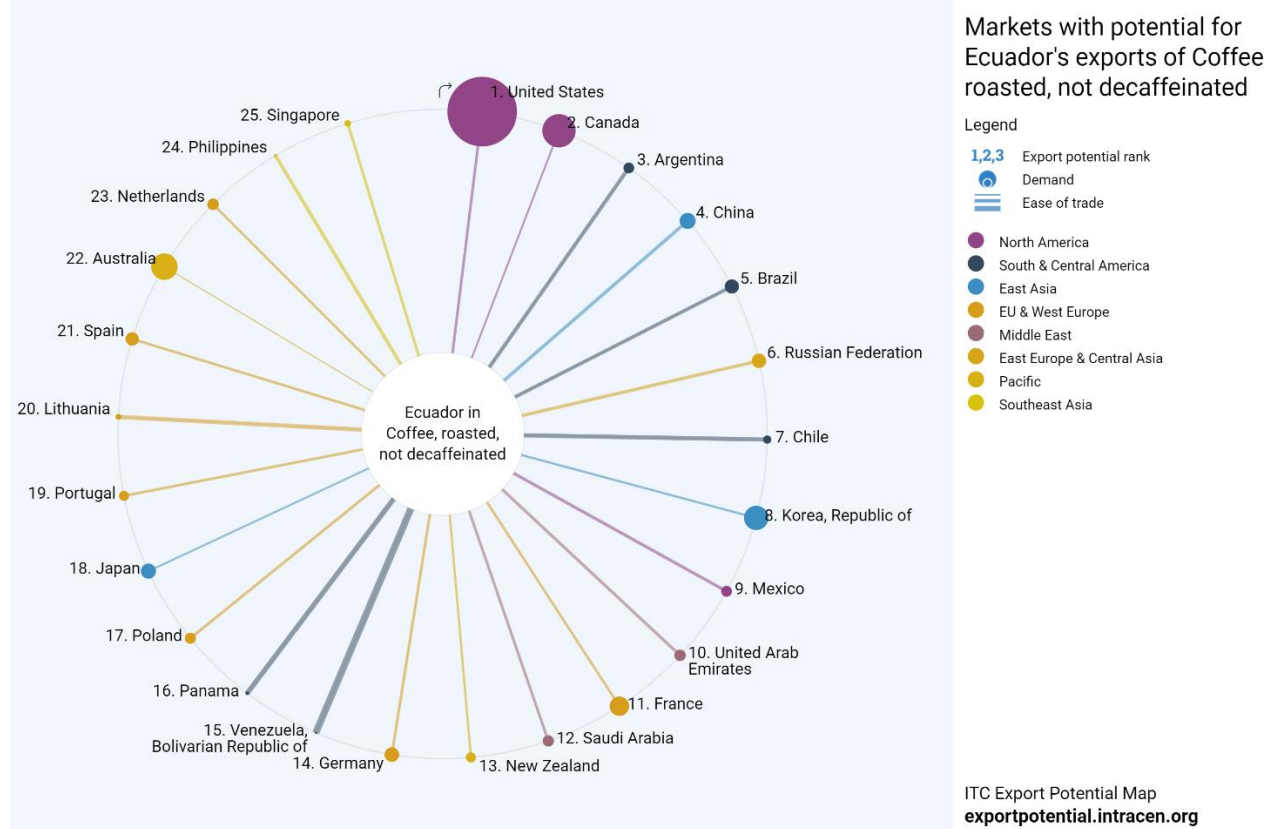 Markets with potential for
Ecuador's exports of Coffee
roasted, not decaffeinated
Legend
1,2,3 Export potential rank
Demand
Ease of trade
North America
South & Central America
East Asia
EU & West Europe
Middle East
East Europe & Central Asia
Pacific
Southeast Asia
1. United States
2. Canada
3. Argentina
4. China
5. Brazil
6. Russian Federation
7. Chile
8. Korea, Republic of
9. Mexico
10. United Arab
Emirates
11. France
12. Saudi Arabia
13. New Zealand
14. Germany
15. Venezuela,
Bolivarian Republic of
16. Panama
17. Poland
18. Japan
19. Portugal
20. Lithuania
21. Spain
22. Australia
23. Netherlands
24. Philippines
25. Singapore
Ecuador in
Coffee, roasted,
not decaffeinated
ITC Export Potential Map
exportpotential.intracen.org